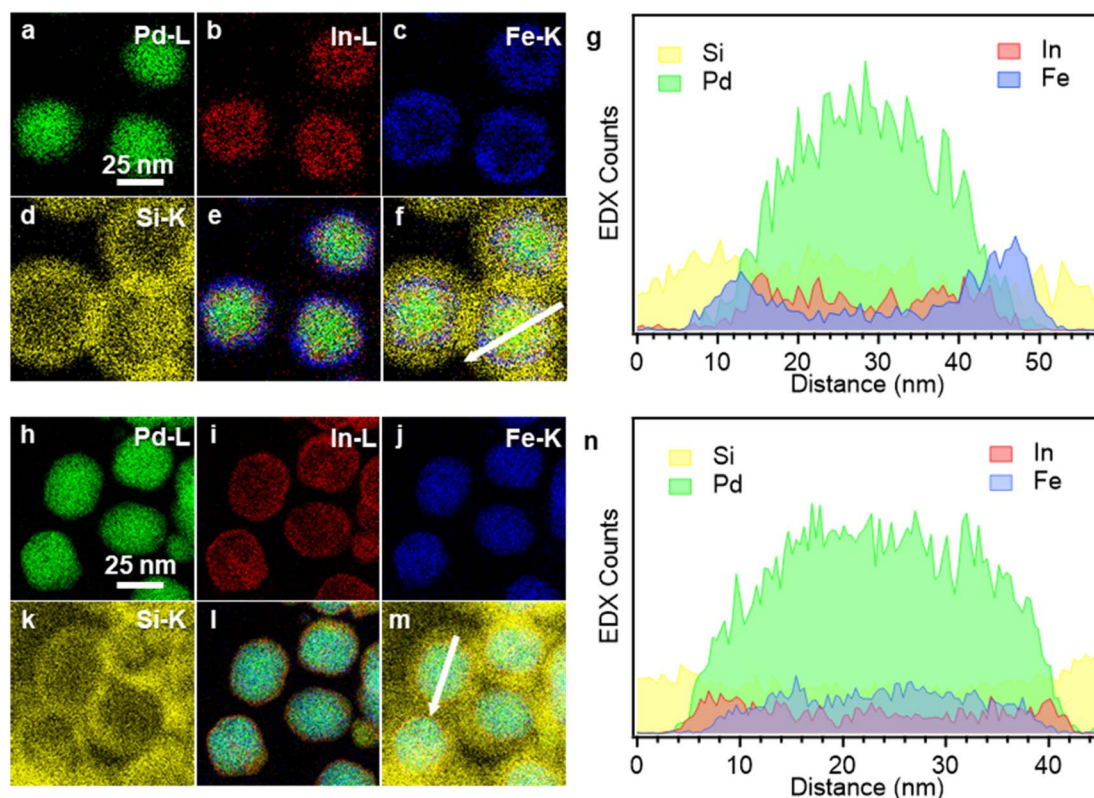 a Pd-L b In-L c Fe-K
25 nm
d Si-K e f
g
Si In
Pd Fe
EDX Counts
0 10 20 30 40 50
Distance (nm)
h Pd-L i In-L j Fe-K
25 nm
k Si-K l m
n
Si In
Pd Fe
EDX Counts
0 10 20 30 40
Distance (nm)